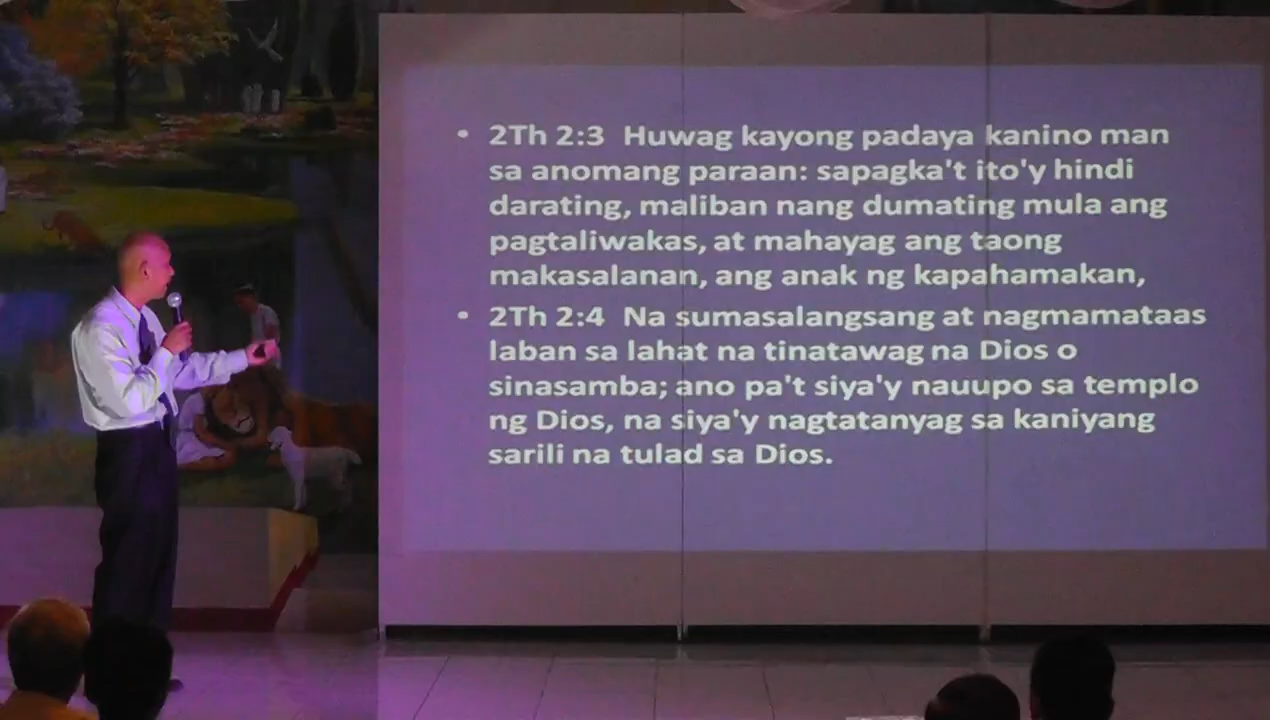 • 2Th 2:3 Huwag kayong padaya kanino man
sa anomang paraan: sapagka't ito'y hindi
darating, maliban nang dumating mula ang
pagtaliwakas, at mahayag ang taong
makasalanan, ang anak ng kapahamakan,
• 2Th 2:4 Na sumasalangsang at nagmamataas
laban sa lahat na tinatawag na Dios o
sinasamba; ano pa't siya'y nauupo sa templo
ng Dios, na siya'y nagtatanyag sa kaniyang
sarili na tulad sa Dios.